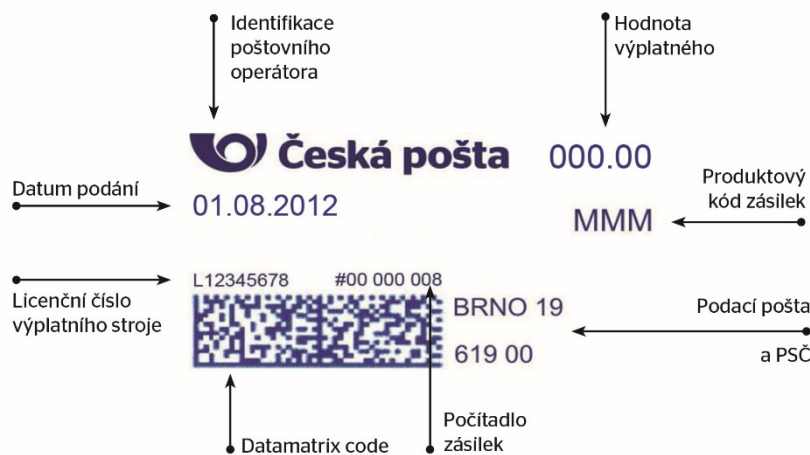 Identifikace
poštovního
operátora
Hodnota
výplatného
Česká pošta
000.00
Datum podání
01.08.2012
Produktový
kód zásilek
MMM
L12345678
#00 000 008
Licenční číslo
výplatního stroje
BRNO 19
619 00
Podací pošta
a PSČ
Datamatrix code
Počítadlo
zásilek